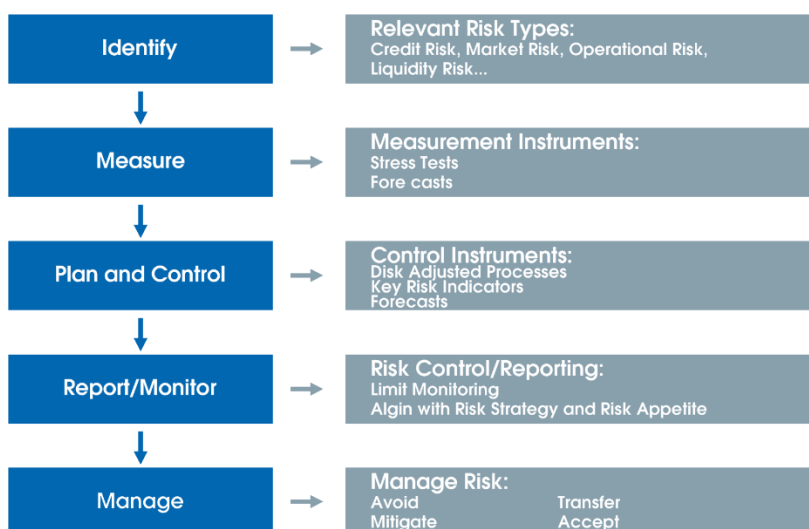 Identify
Relevant Risk Types:
Credit Risk, Market Risk, Operational Risk,
Liquidity Risk...
Measure
Measurement Instruments:
Stress Tests
Fore casts
Plan and Control
Control Instruments:
Disk Adjusted Processes
Key Risk Indicators
Forecasts
Report/Monitor
Risk Control/Reporting:
Limit Monitoring
Algin with Risk Strategy and Risk Appetite
Manage
Manage Risk:
Avoid Transfer
Mitigate Accept